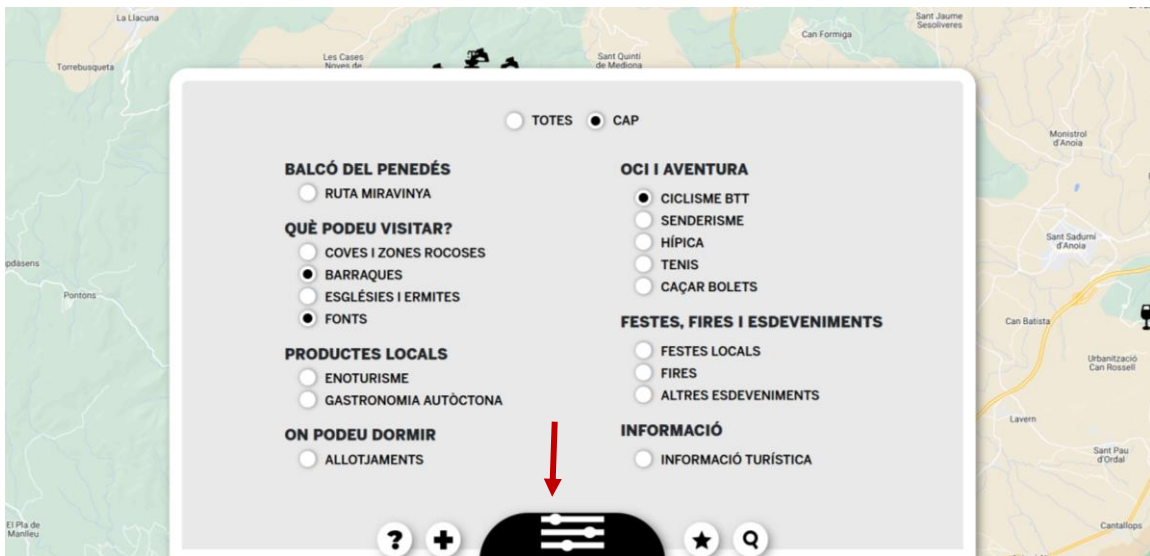 La Llacuna
Sant Jaume
Sesoliveres
Can Formiga
Torrebusqueta
Les Cases
Noves de
Sant Quintí
de Mediona
TOTES
CAP
BALCÓ DEL PENEDÉS
RUTA MIRAVINYA
QUÈ PODEU VISITAR?
COVES I ZONES ROCOSES
BARRAQUES
ESGLÉSIES I ERMITES
FONTS
PRODUCTES LOCALS
ENOTURISME
GASTRONOMIA AUTÒCTONA
ON PODEU DORMIR
ALLOTJAMENTS
OCI I AVENTURA
CICLISME BTT
SENDERISME
HÍPICA
TENIS
CAÇAR BOLETS
FESTES, FIRES I ESDEVENIMENTS
FESTES LOCALS
FIRES
ALTRES ESDEVENIMENTS
INFORMACIÓ
INFORMACIÓ TURÍSTICA
Monistrol
d'Anoia
Sant Sadurní
d'Anoia
Pontons
Can Batista
Urbanització
Can Rossell
Lavern
Sant Pau
d'Ordal
El Pla de
Manlleu
Cantallops
?